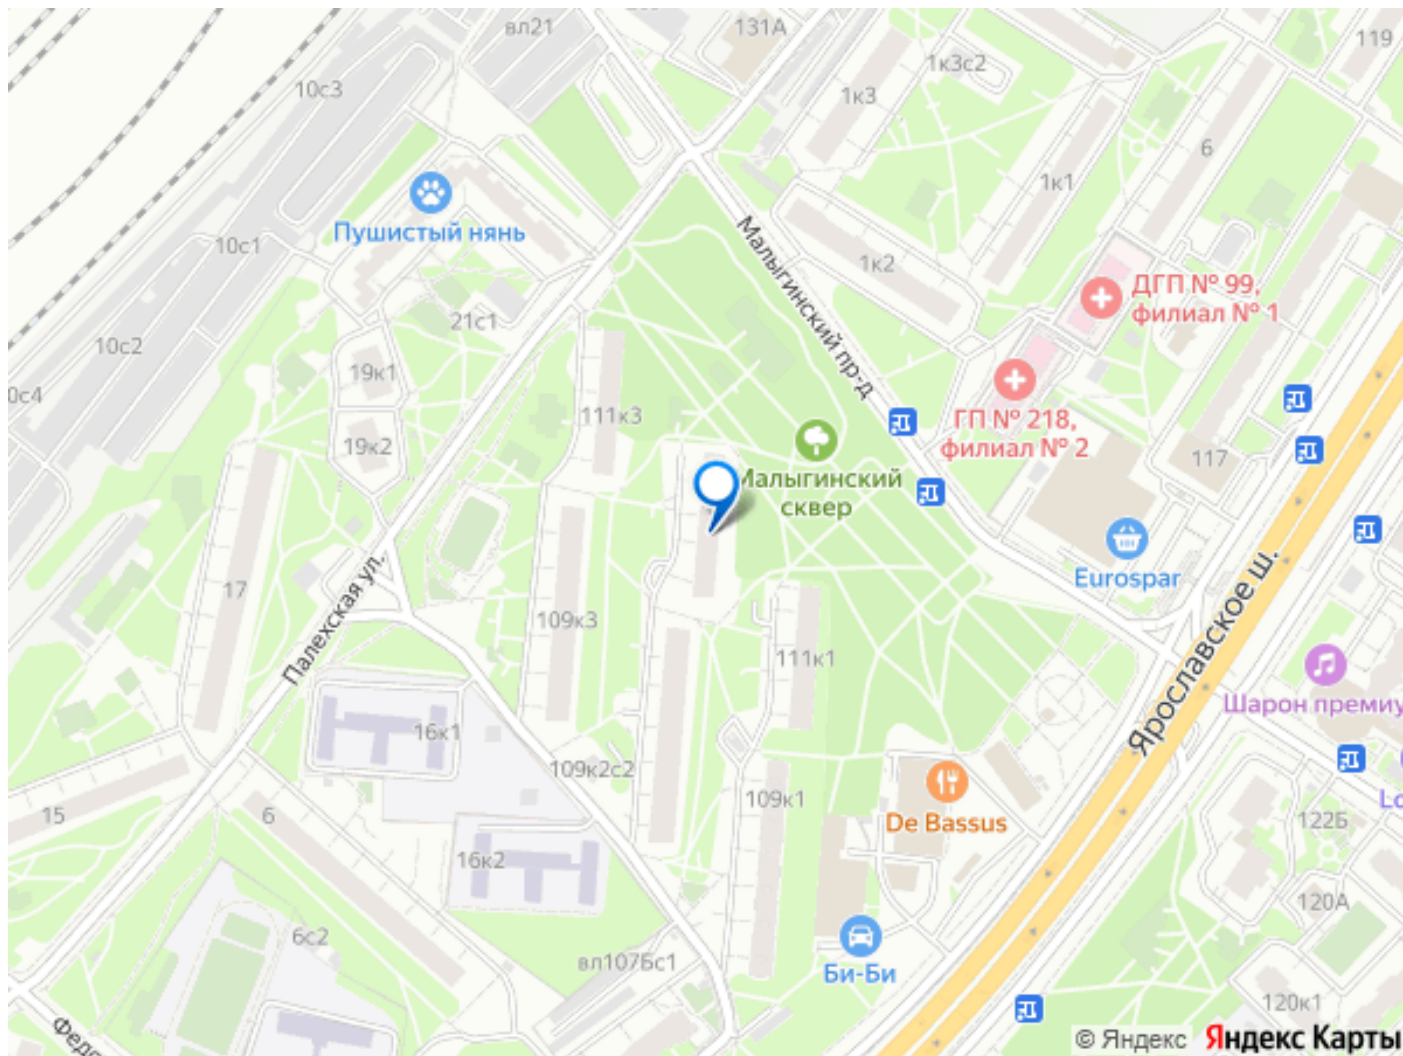 вл21
131А
119
10с3
1к3с2
1к3
6
1к1
Пушистый нянь
10с1
Малыгинский пр-д
1к2
ДГП № 99,
филиал № 1
21с1
10с2
19к1
0с4
111к3
ГП № 218,
филиал № 2
19к2
117
Малыгинский
сквер
Eurospar
Палехская ул.
17
109к3
Ярославское ш.
111к1
Шарон премиу
16к1
109к2с2
109к1
Lo
15
6
De Bassus
122Б
16к2
120А
6с2
вл107Бс1
Би-Би
120к1
Федо
© Яндекс Яндекс Карты